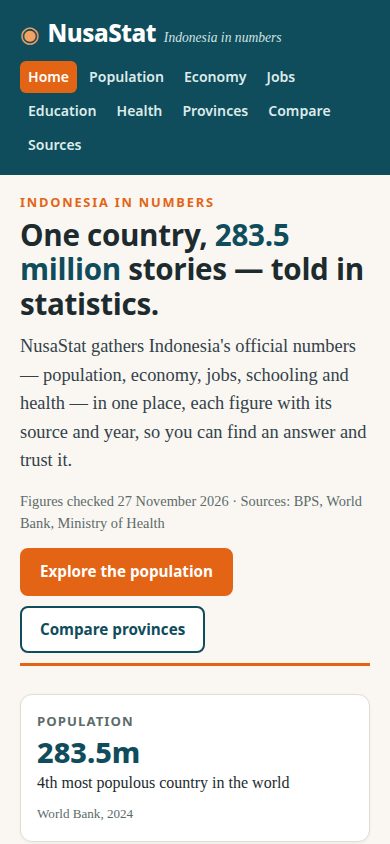 NusaStat Indonesia in numbers
Home Population Economy Jobs
Education Health Provinces Compare
Sources
INDONESIA IN NUMBERS
One country, 283.5
million stories — told in
statistics.
NusaStat gathers Indonesia's official numbers
— population, economy, jobs, schooling and
health — in one place, each figure with its
source and year, so you can find an answer and
trust it.
Figures checked 27 November 2026 · Sources: BPS, World
Bank, Ministry of Health
Explore the population
Compare provinces
POPULATION
283.5m
4th most populous country in the world
World Bank, 2024